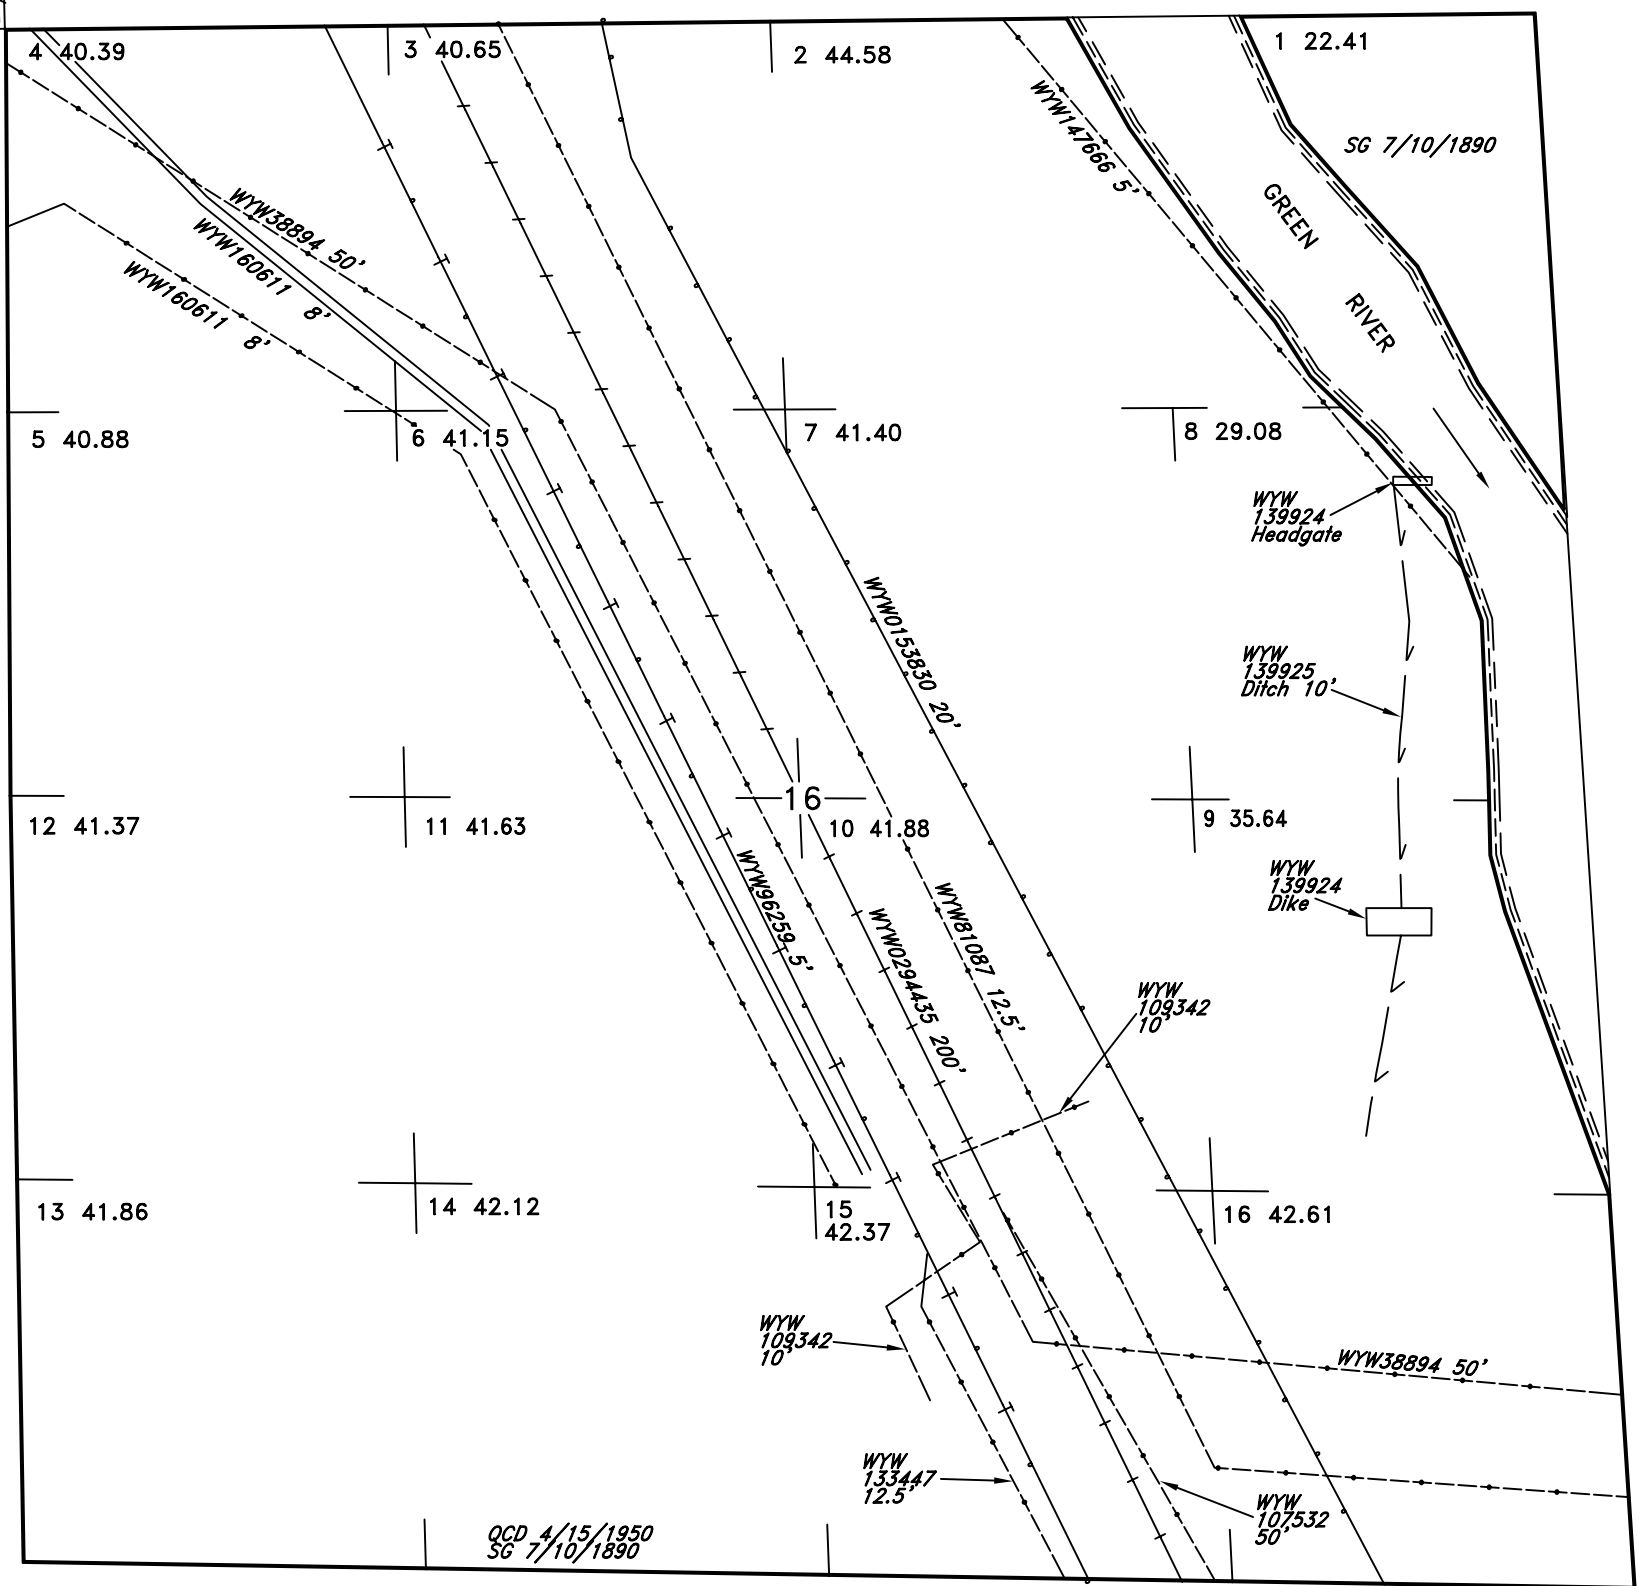 4 40.39
3 40.65
2 44.58
1 22.41
SG 7/10/1890
WYW147666 5'
GREEN
RIVER
WYW38894 50'
WYW160611 8'
WYW160611 8'
5 40.88
6 41.15
7 41.40
8 29.08
WYW
139924
Headgate
WYW0153830 20'
WYW
139925
Ditch 10'
16
12 41.37
11 41.63
10 41.88
9 35.64
WYW
139924
Dike
WYW96259 5'
WYW0294435 200'
WYW81087 12.5'
WYW
109342
10'
13 41.86
14 42.12
15
42.37
16 42.61
WYW
109342
10'
WYW38894 50'
WYW
133447
12.5'
WYW
107532
50'
QCD 4/15/1950
SG 7/10/1890